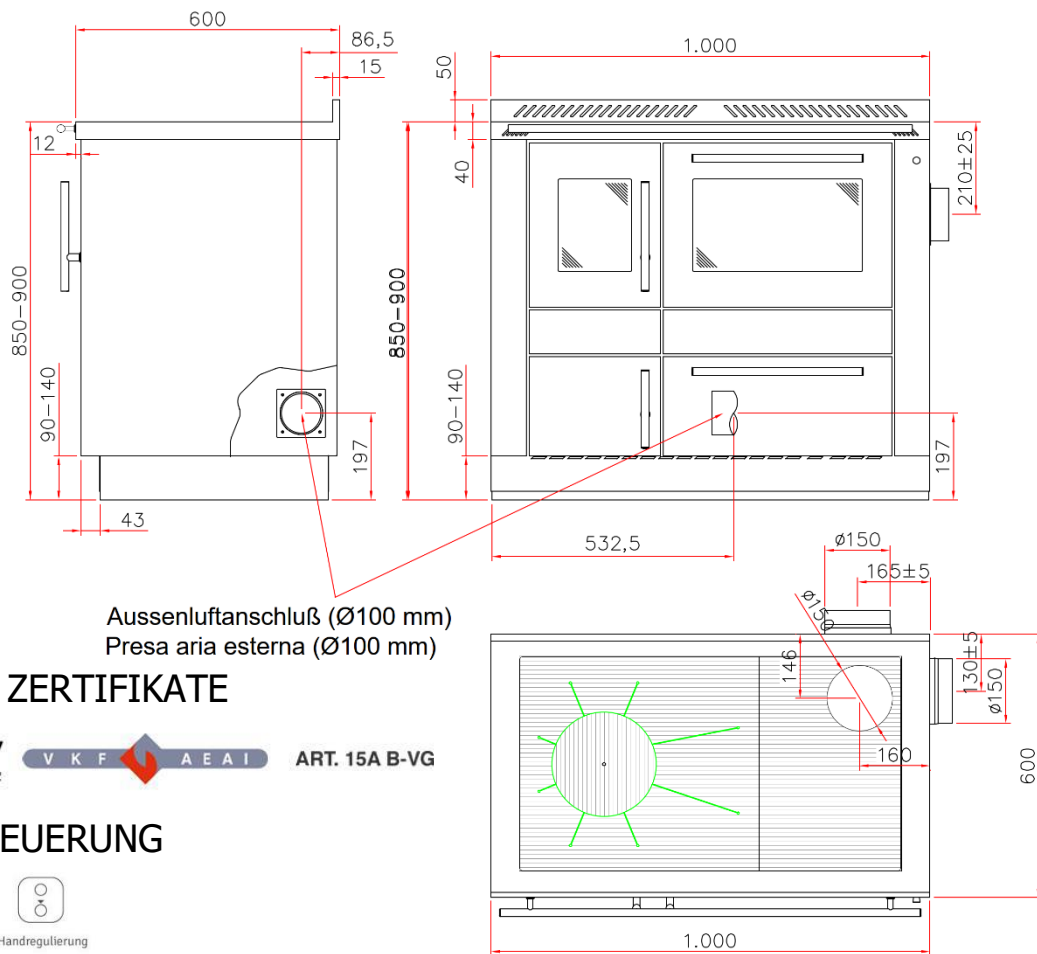 600
86,5
15
12
850-900
90-140
43
197
1.000
50
40
210±25
850-900
90-140
197
532,5
Aussenluftanschluß (Ø100 mm)
Presa aria esterna (Ø100 mm)
ø150
165±5
ø150
146
130±5
ø150
160
600
1.000
ZERTIFIKATE
VKF AEAI
ART. 15A B-VG
EUERUNG
Handregulierung